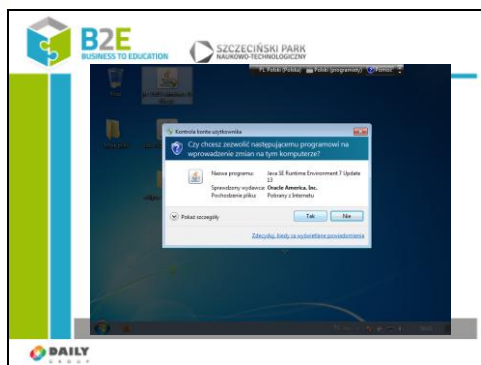 B2E
BUSINESS TO EDUCATION
SZCZECIŃSKI PARK
NAUKOWO-TECHNOLOGICZNY
PL Polski (Polska) Polski (programisty) Pomoc
Kontrola konta użytkownika
Czy chcesz zezwolić następującemu programowi na
wprowadzenie zmian na tym komputerze?
Nazwa programu: Java SE Runtime Environment 7 Update
13
Sprawdzony wydawca: Oracle America, Inc.
Pochodzenie pliku: Pobrany z Internetu
Pokaż szczegóły
Tak
Nie
Zdecyduj, kiedy są wyświetlane powiadomienia
DAILY
GROUP